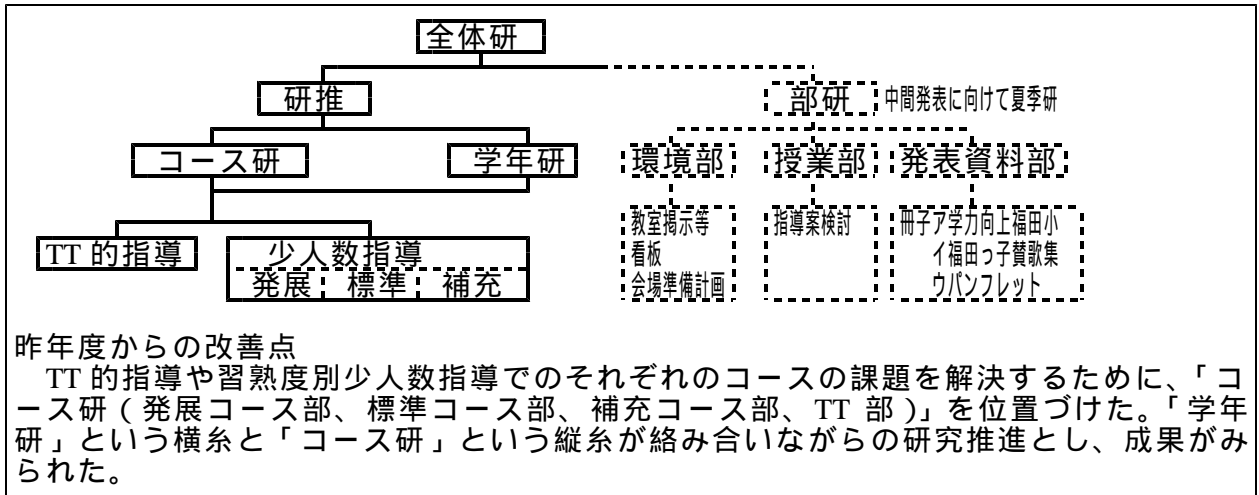 全体研
研推
部研 中間発表に向けて夏季研
コース研 学年研 環境部 授業部 発表資料部
教室掲示等 指導案検討 冊子ア学力向上福田小
看板 イ福田っ子賛歌集
会場準備計画 ウパンフレット
TT的指導 少人数指導
発展 標準 補充
昨年度からの改善点
TT的指導や習熟度別少人数指導でのそれぞれのコースの課題を解決するために、「コ
ース研（発展コース部、標準コース部、補充コース部、TT部）」を位置づけた。「学年
研」という横糸と「コース研」という縦糸が絡み合いながらの研究推進とし、成果がみ
られた。